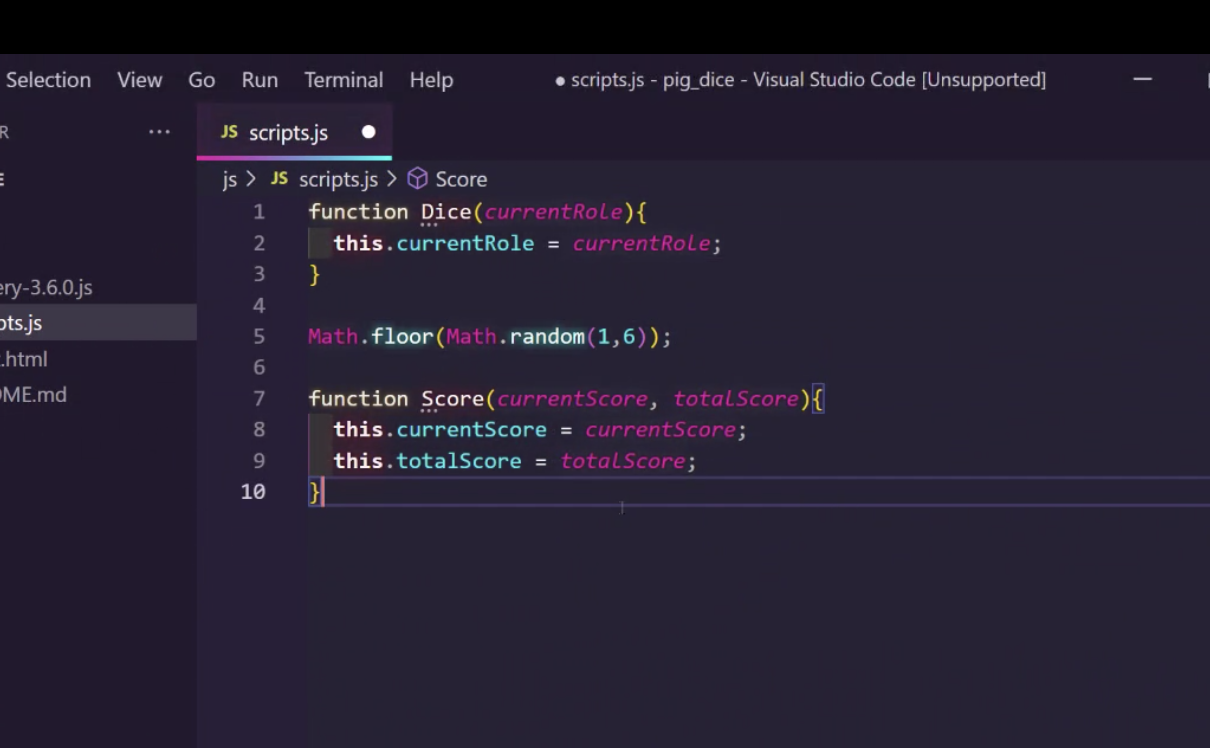 Selection View Go Run Terminal Help ● scripts.js - pig_dice - Visual Studio Code [Unsupported]
R ... JS scripts.js ●
E js > JS scripts.js > Score
1 function Dice(currentRole){
2 this.currentRole = currentRole;
3 }
4
5 Math.floor(Math.random(1,6));
6
7 function Score(currentScore, totalScore){
8 this.currentScore = currentScore;
9 this.totalScore = totalScore;
10 }
ery-3.6.0.js
pts.js
.html
OME.md